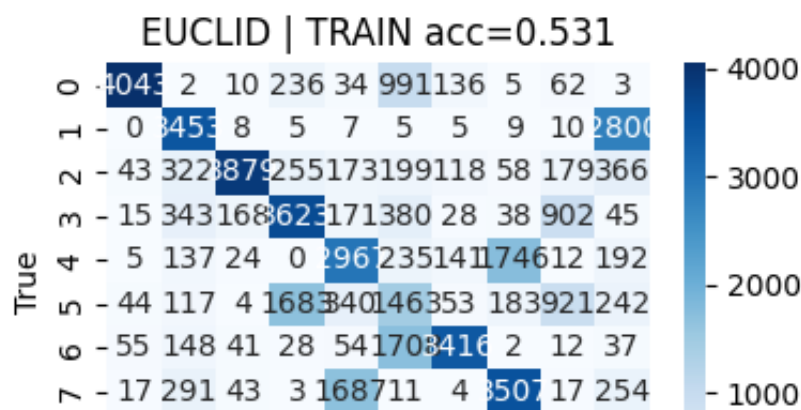 EUCLID | TRAIN acc=0.531
0 4043 2 10 236 34 991 136 5 62 3
1 0 3453 8 5 7 5 5 9 10 2800
2 43 322 3879 255 173 199 118 58 179 366
3 15 343 168 3623 171 380 28 38 902 45
4 5 137 24 0 2967 235 141 1746 12 192
5 44 117 4 1683 340 1463 353 183 921 242
6 55 148 41 28 54 1708 3416 2 12 37
7 17 291 43 3 1687 11 4 3507 17 254
True
4000
3000
2000
1000